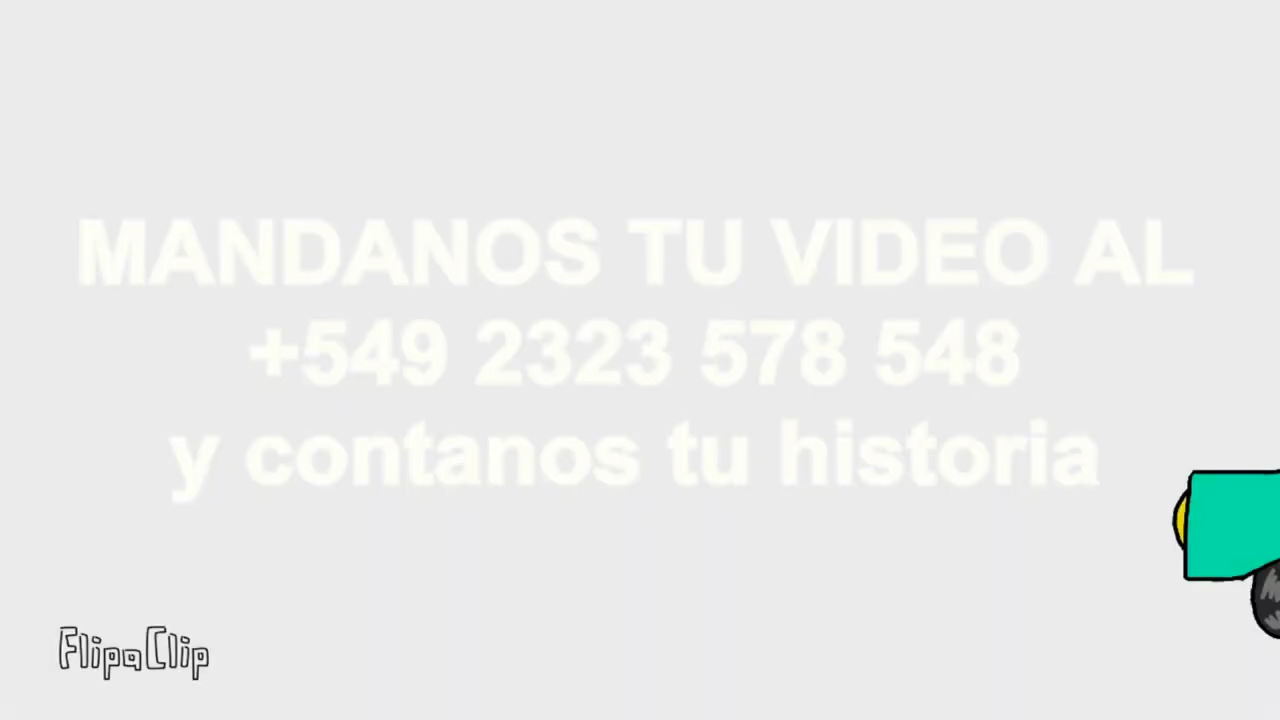 MANDANOS TU VIDEO AL
+549 2323 578 548
y contanos tu historia
FlipaClip